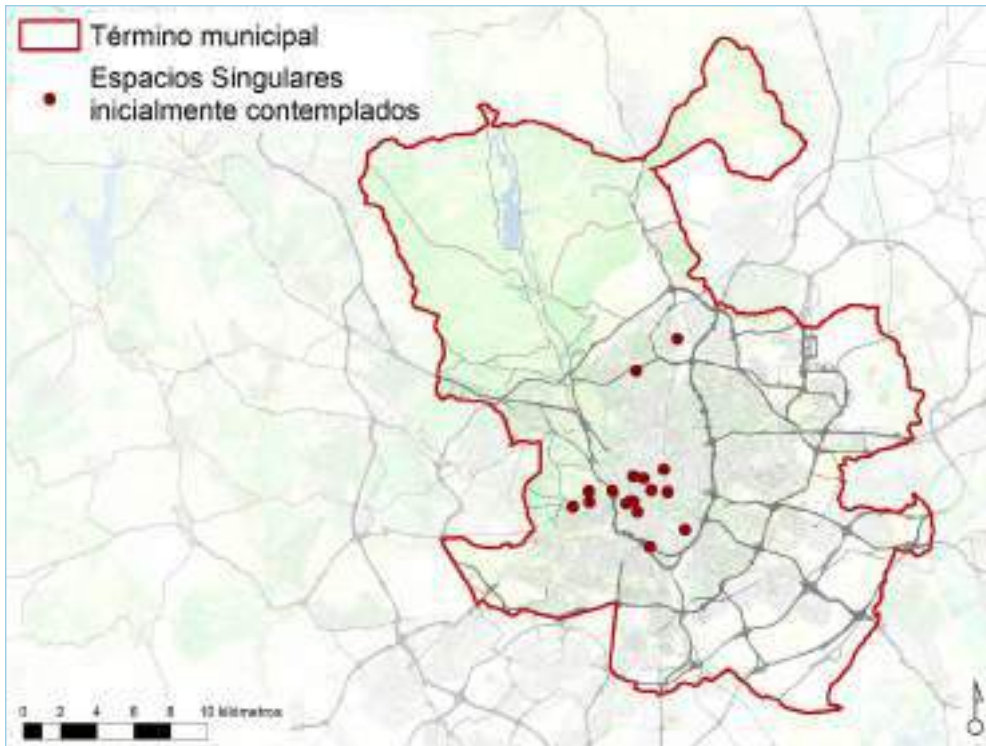 Término municipal
Espacios Singulares
inicialmente contemplados
0 2 4 6 8 10 kilómetros